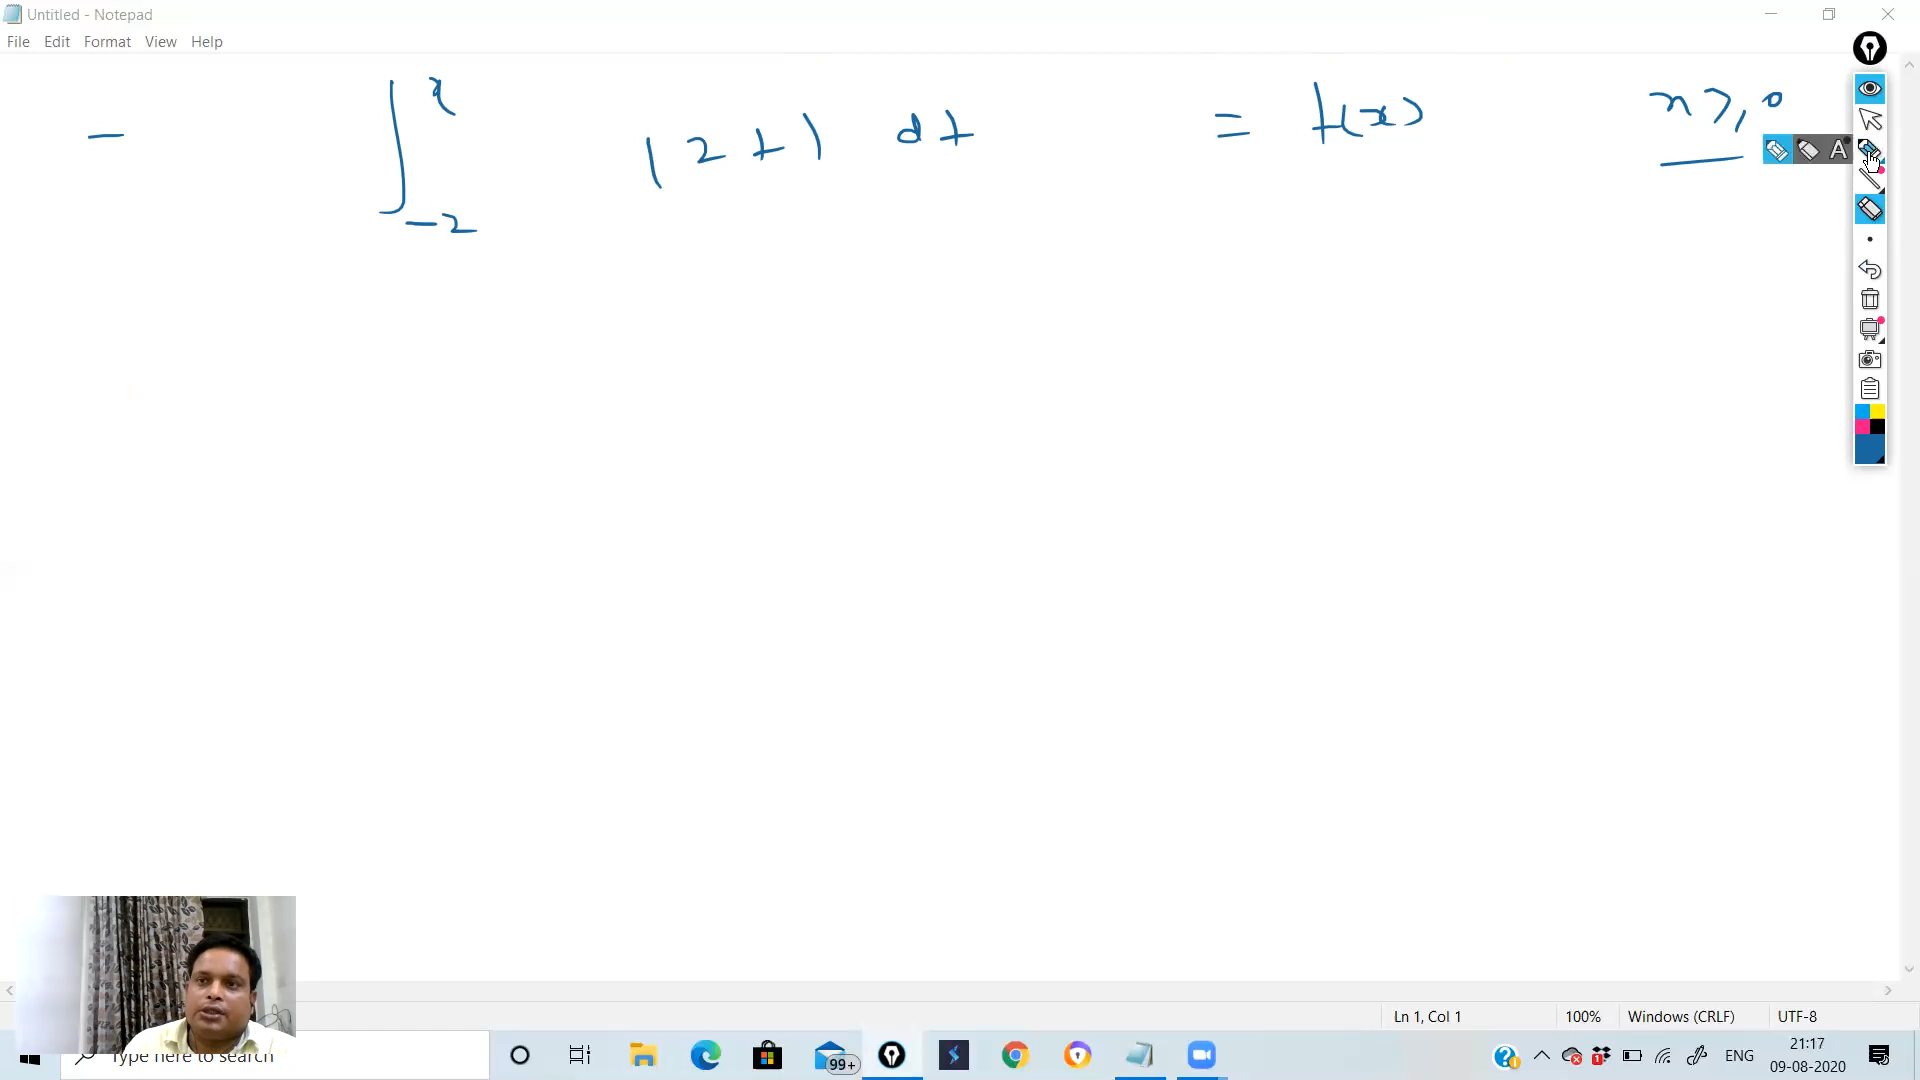 Untitled - Notepad
File Edit Format View Help
- ∫_{-2}^{x} |2t| dt = f(x) x ≥ 0
A
Ln 1, Col 1 100% Windows (CRLF) UTF-8
Type here to search
99+
ENG
21:17
09-08-2020